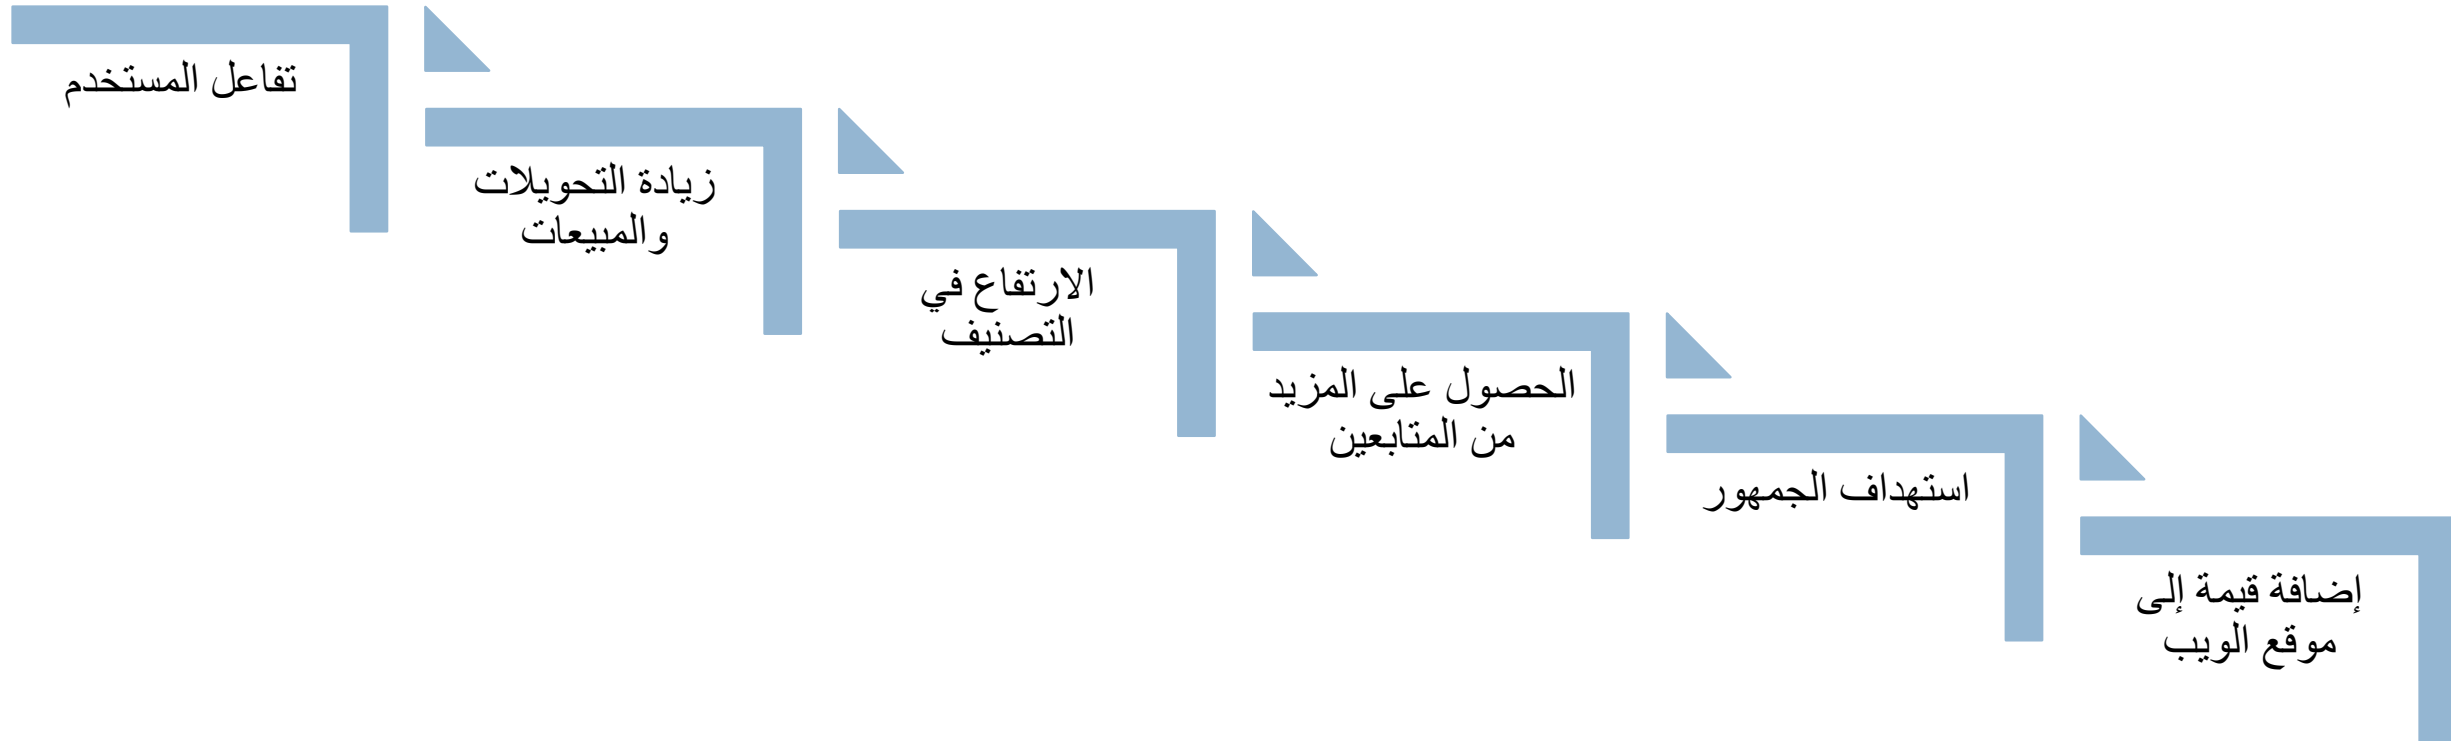 تفاعل المستخدم
زيادة التحويلات
والمبيعات
الارتفاع في
التصنيف
الحصول على المزيد
من المتابعين
استهداف الجمهور
إضافة قيمة إلى
موقع الويب